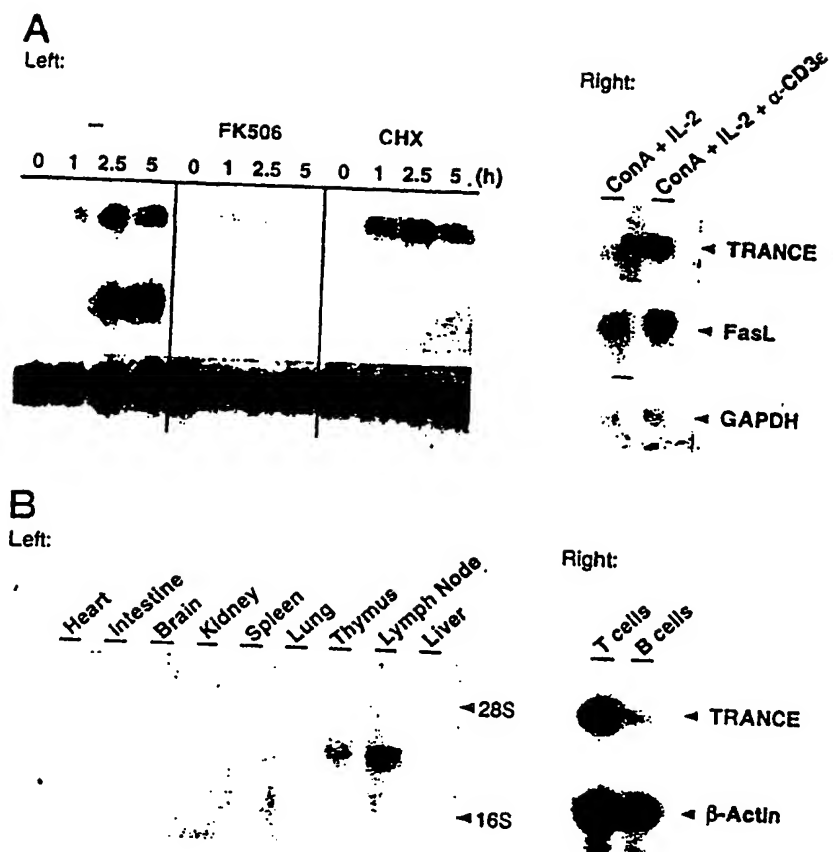 A
Left:
– FK506 CHX
0 1 2.5 5 0 1 2.5 5 0 1 2.5 5 (h)
Right:
ConA + IL-2
ConA + IL-2 + α-CD3ε
TRANCE
FasL
GAPDH
B
Left:
Heart
Intestine
Brain
Kidney
Spleen
Lung
Thymus
Lymph Node
Liver
28S
16S
Right:
T cells
B cells
TRANCE
β-Actin